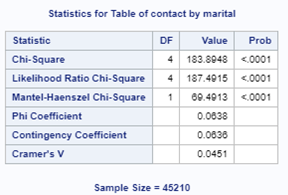 Statistics for Table of contact by marital
Statistic DF Value Prob
Chi-Square 4 183.8948 <.0001
Likelihood Ratio Chi-Square 4 187.4915 <.0001
Mantel-Haenszel Chi-Square 1 69.4913 <.0001
Phi Coefficient 0.0638
Contingency Coefficient 0.0636
Cramer's V 0.0451
Sample Size = 45210